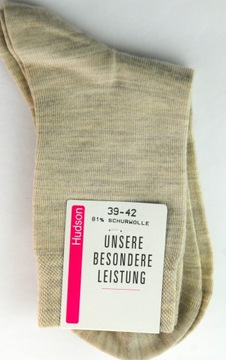 Hudson
39-42
81% SCHURWOLLE
UNSERE
BESONDERE
LEISTUNG